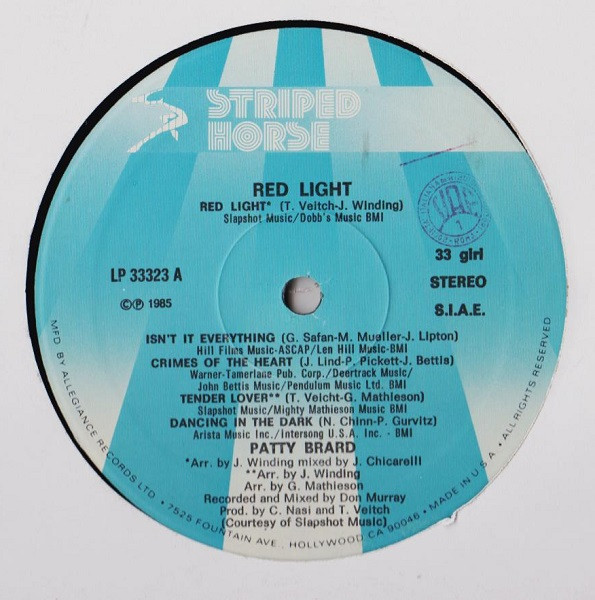 STRIPED
HORSE
RED LIGHT
RED LIGHT* (T. Veitch-J. Winding)
Slapshot Music/Dobb's Music BMI
LP 33323 A
©℗ 1985
33 giri
STEREO
S.I.A.E.
ISN'T IT EVERYTHING (G. Safan-M. Mueller-J. Lipton)
Hill Films Music-ASCAP/Len Hill Music-BMI
CRIMES OF THE HEART (J. Lind-P. Pickett-J. Bettis)
Warner-Tamerlane Pub. Corp./Deertrack Music/
John Bettis Music/Pendulum Music Ltd. BMI
TENDER LOVER** (T. Veicht-G. Mathieson)
Slapshot Music/Mighty Mathieson Music BMI
DANCING IN THE DARK (N. Chinn-P. Gurvitz)
Arista Music Inc./Intersong U.S.A. Inc. - BMI
PATTY BRARD
*Arr. by J. Winding mixed by J. Chicarelli
**Arr. by J. Winding
Arr. by G. Mathieson
Recorded and Mixed by Don Murray
Prod. by C. Nasi and T. Veitch
(Courtesy of Slapshot Music)
MFD. BY ALLEGIANCE RECORDS LTD • 7525 FOUNTAIN AVE., HOLLYWOOD CA 90046 • MADE IN U.S.A. • ALL RIGHTS RESERVED